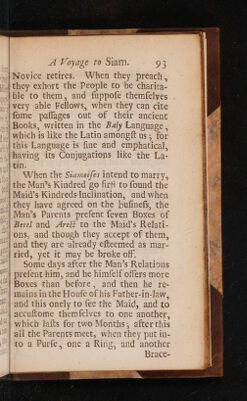 A Voyage to Siam. 93
Novice retires. When they preach,
they exhort the People to be charita-
ble to them, and suppose themselves
very able Fellows, when they can cite
some passages out of their ancient
Books, written in the Baly Language,
which is like the Latin amongst us; for
this Language is fine and emphatical,
having its Conjugations like the La-
tin.
When the Siamoises intend to marry,
the Man's Kindred go first to sound the
Maid's Kindreds Inclination, and when
they have agreed on the business, the
Man's Parents present seven Boxes of
Betel and Areck to the Maid's Relati-
ons, and though they accept of them,
and they are already esteemed as mar-
ried, yet it may be broke off.
Some days after the Man's Relations
present him, and he himself offers more
Boxes than before, and then he re-
mains in the House of his Father-in-law,
and this onely to see the Maid, and to
accustome themselves to one another,
which lasts for two Months; after this
all the Parents meet, when they put in-
to a Purse, one a Ring, and another
Brace-